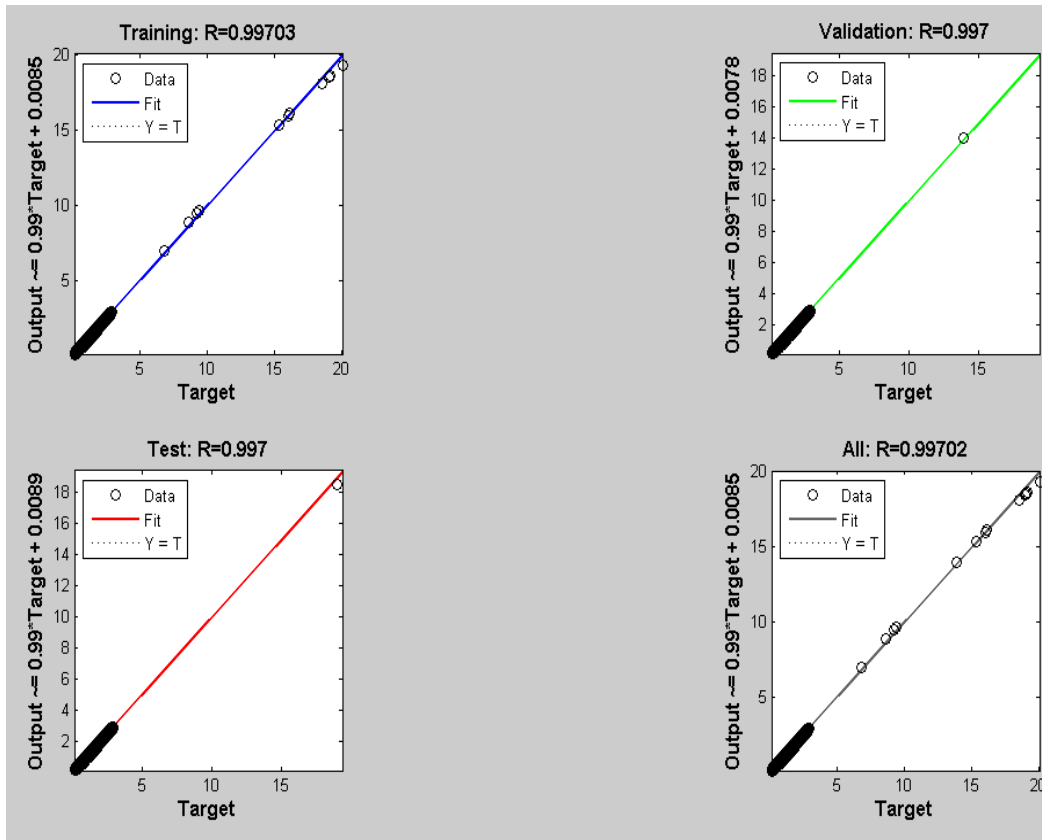 Training: R=0.99703
Output ~= 0.99*Target + 0.0085
20
15
10
5
Data
Fit
Y = T
5
10
15
20
Target
Validation: R=0.997
Output ~= 0.99*Target + 0.0078
18
16
14
12
10
8
6
4
2
Data
Fit
Y = T
5
10
15
Target
Test: R=0.997
Output ~= 0.99*Target + 0.0089
18
16
14
12
10
8
6
4
2
Data
Fit
Y = T
5
10
15
Target
All: R=0.99702
Output ~= 0.99*Target + 0.0085
20
15
10
5
Data
Fit
Y = T
5
10
15
20
Target